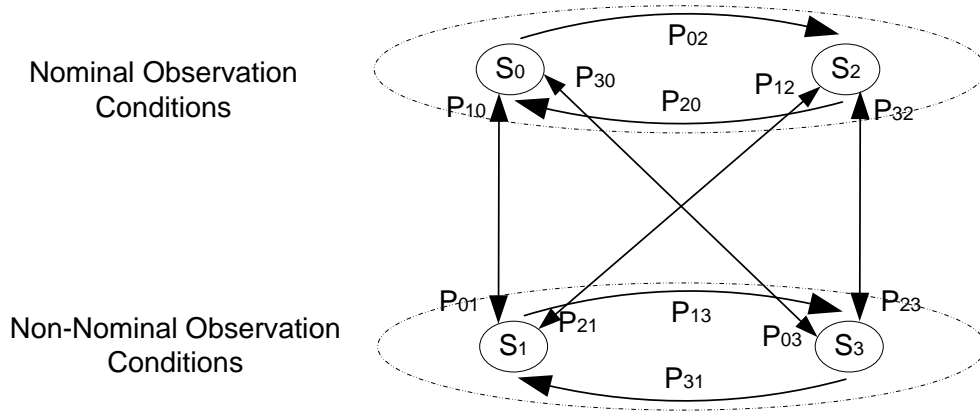 P02
Nominal Observation
Conditions
S0
S2
P30
P12
P10
P20
P32
P01
P21
P13
P03
P23
Non-Nominal Observation
Conditions
S1
S3
P31